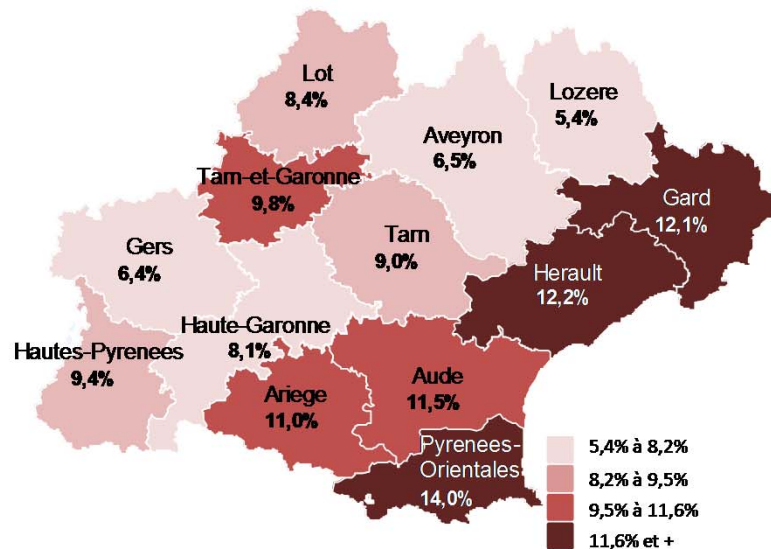 Lot
8,4%
Lozere
5,4%
Aveyron
6,5%
Tarn-et-Garonne
9,8%
Gard
12,1%
Gers
6,4%
Tarn
9,0%
Herault
12,2%
Haute-Garonne
8,1%
Hautes-Pyrenees
9,4%
Aude
11,5%
Ariege
11,0%
Pyrenees-
Orientales
14,0%
5,4% à 8,2%
8,2% à 9,5%
9,5% à 11,6%
11,6% et +